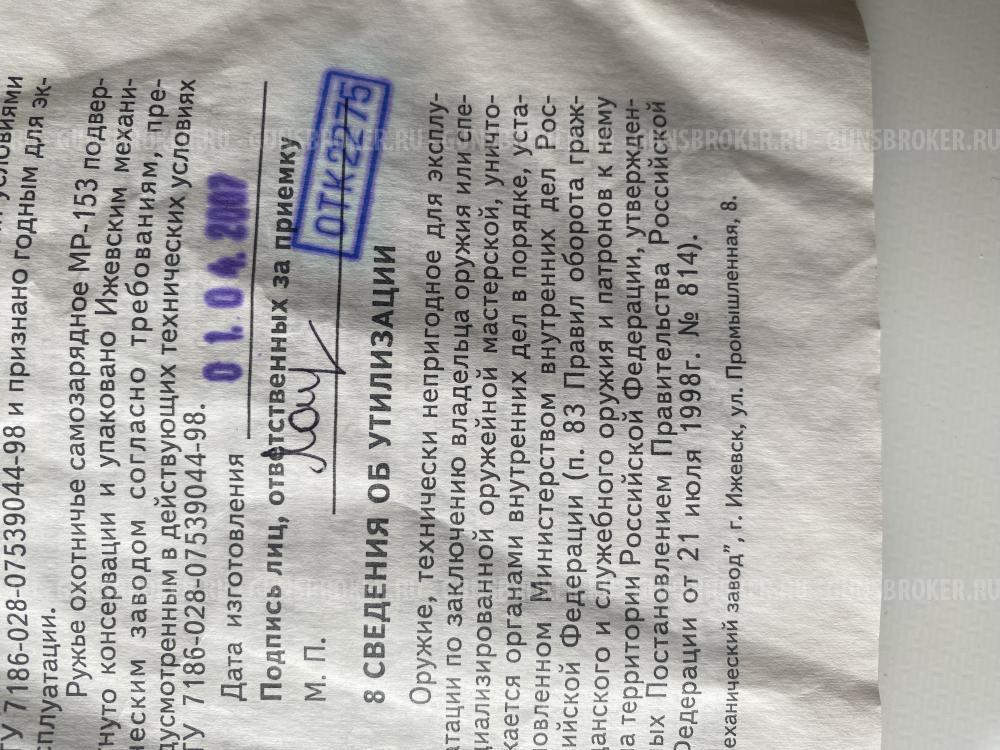 условиями
ТУ 7186-028-07539044-98 и признано годным для эк-
сплуатации.
Ружье охотничье самозарядное МР-153 подвер-
гнуто консервации и упаковано Ижевским механи-
ческим заводом согласно требованиям, пре-
дусмотренным в действующих технических условиях
ТУ 7186-028-07539044-98.
Дата изготовления 01.04.2007
Подпись лиц, ответственных за приемку
М. П.
ОТК2275
8 СВЕДЕНИЯ ОБ УТИЛИЗАЦИИ
Оружие, технически непригодное для эксплу-
атации по заключению владельца оружия или спе-
циализированной оружейной мастерской, уничто-
жается органами внутренних дел в порядке, уста-
новленном Министерством внутренних дел Рос-
ийской Федерации (п. 83 Правил оборота граж-
данского и служебного оружия и патронов к нему
на территории Российской Федерации, утвержден-
ых Постановлением Правительства Российской
Федерации от 21 июля 1998г. № 814).
еханический завод”, г. Ижевск, ул. Промышленная, 8.
GUNSBROKER.RU